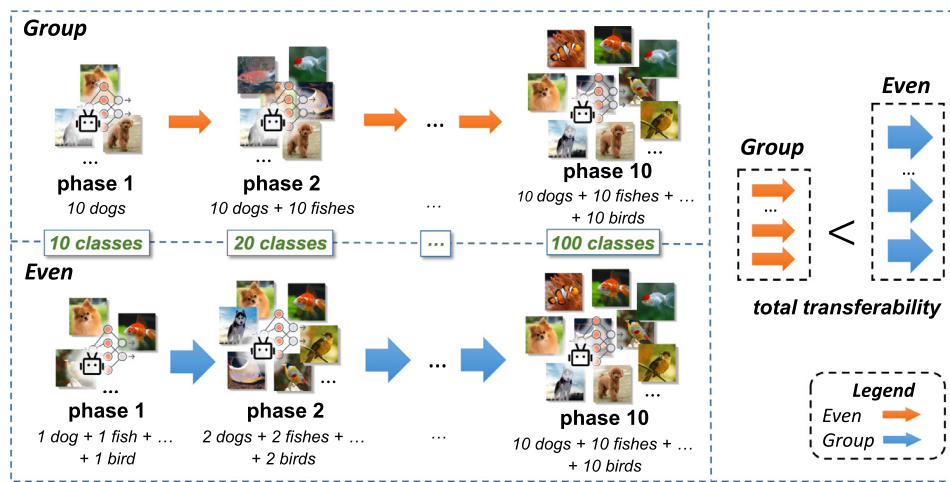 Group
...
phase 1
10 dogs
...
phase 2
10 dogs + 10 fishes
...
...
...
phase 10
10 dogs + 10 fishes + ...
+ 10 birds
10 classes
20 classes
...
100 classes
Even
...
phase 1
1 dog + 1 fish + ...
+ 1 bird
...
phase 2
2 dogs + 2 fishes + ...
+ 2 birds
...
...
...
phase 10
10 dogs + 10 fishes + ...
+ 10 birds
Group
...
<
Even
...
total transferability
Legend
Even
Group